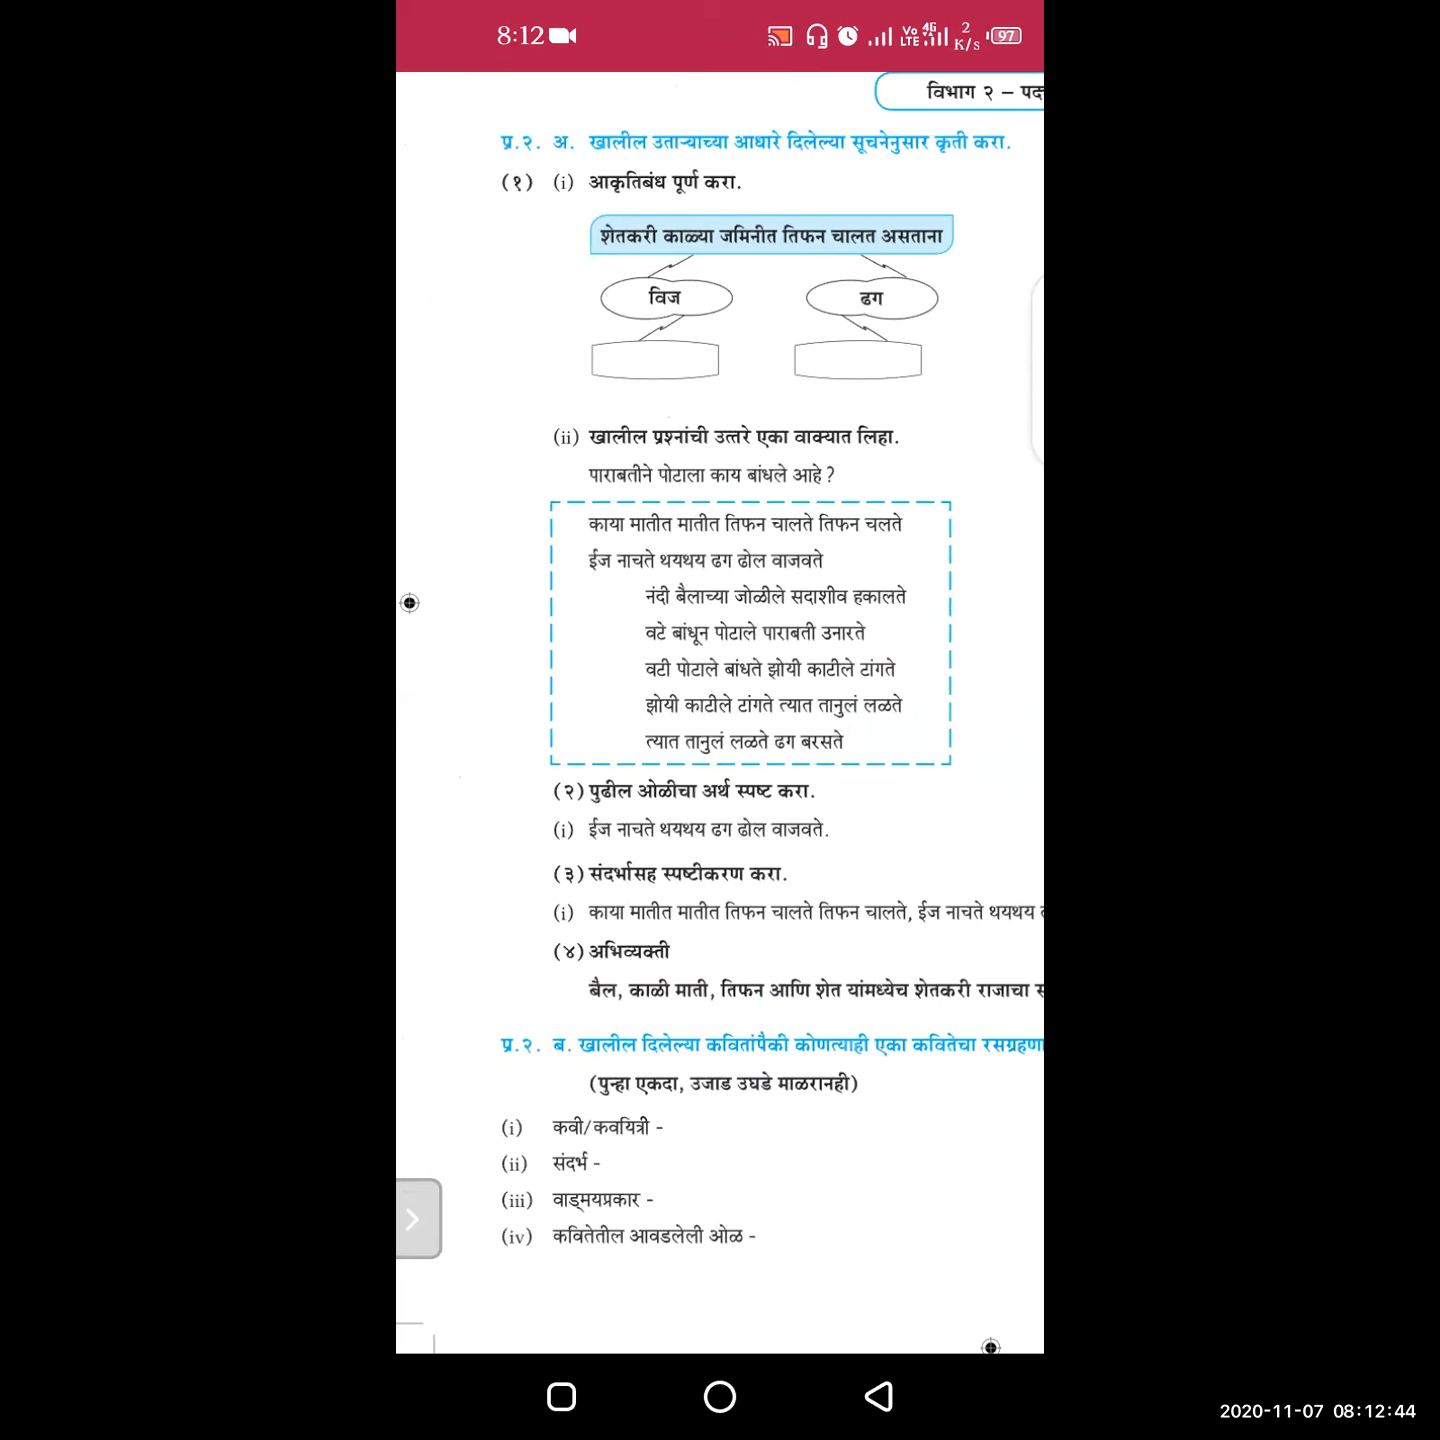 8:12
Vo LTE 4G 2 K/s 97
विभाग २ – पद
प्र.२. अ. खालील उताऱ्याच्या आधारे दिलेल्या सूचनेनुसार कृती करा.
(१) (i) आकृतिबंध पूर्ण करा.
शेतकरी काळ्या जमिनीत तिफन चालत असताना
विज ढग
(ii) खालील प्रश्नांची उत्तरे एका वाक्यात लिहा.
पाराबतीने पोटाला काय बांधले आहे ?
काया मातीत मातीत तिफन चालते तिफन चलते
ईज नाचते थयथय ढग ढोल वाजवते
नंदी बैलाच्या जोळीले सदाशीव हकालते
वटे बांधून पोटाले पाराबती उनारते
वटी पोटाले बांधते झोयी काटीले टांगते
झोयी काटीले टांगते त्यात तानुलं लळते
त्यात तानुलं लळते ढग बरसते
(२) पुढील ओळीचा अर्थ स्पष्ट करा.
(i) ईज नाचते थयथय ढग ढोल वाजवते.
(३) संदर्भासह स्पष्टीकरण करा.
(i) काया मातीत मातीत तिफन चालते तिफन चालते, ईज नाचते थयथय
(४) अभिव्यक्ती
बैल, काळी माती, तिफन आणि शेत यांमध्येच शेतकरी राजाचा
प्र.२. ब. खालील दिलेल्या कवितांपैकी कोणत्याही एका कवितेचा रसग्रहणा
(पुन्हा एकदा, उजाड उघडे माळरानही)
(i) कवी/कवयित्री -
(ii) संदर्भ -
(iii) वाड्मयप्रकार -
(iv) कवितेतील आवडलेली ओळ -
2020-11-07 08:12:44